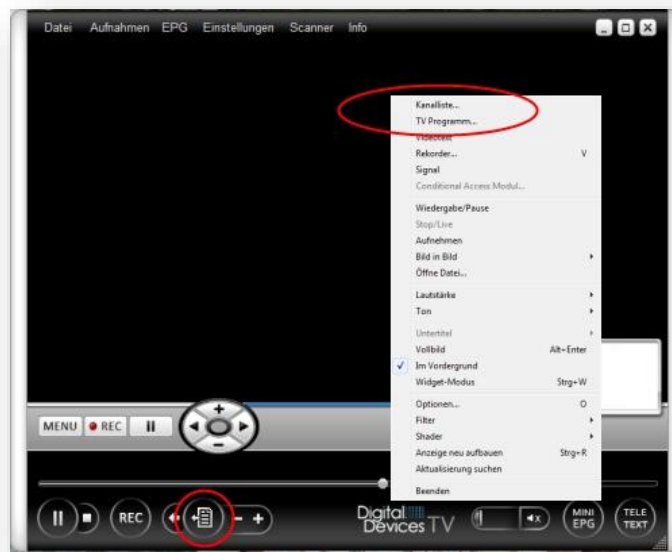 Datei Aufnahmen EPG Einstellungen Scanner Info
Kanalliste...
TV Programm...
Videotext
Rekorder... V
Signal
Conditional Access Modul...
Wiedergabe/Pause
Stop/Live
Aufnehmen
Bild in Bild
Öffne Datei...
Lautstärke
Ton
Untertitel
Vollbild Alt+Enter
Im Vordergrund
Widget-Modus Strg+W
Optionen... O
Filter
Shader
Anzeige neu aufbauen Strg+R
Aktualisierung suchen
Beenden
MENU REC
REC
Digital
Devices TV
MINI
EPG
TELE
TEXT